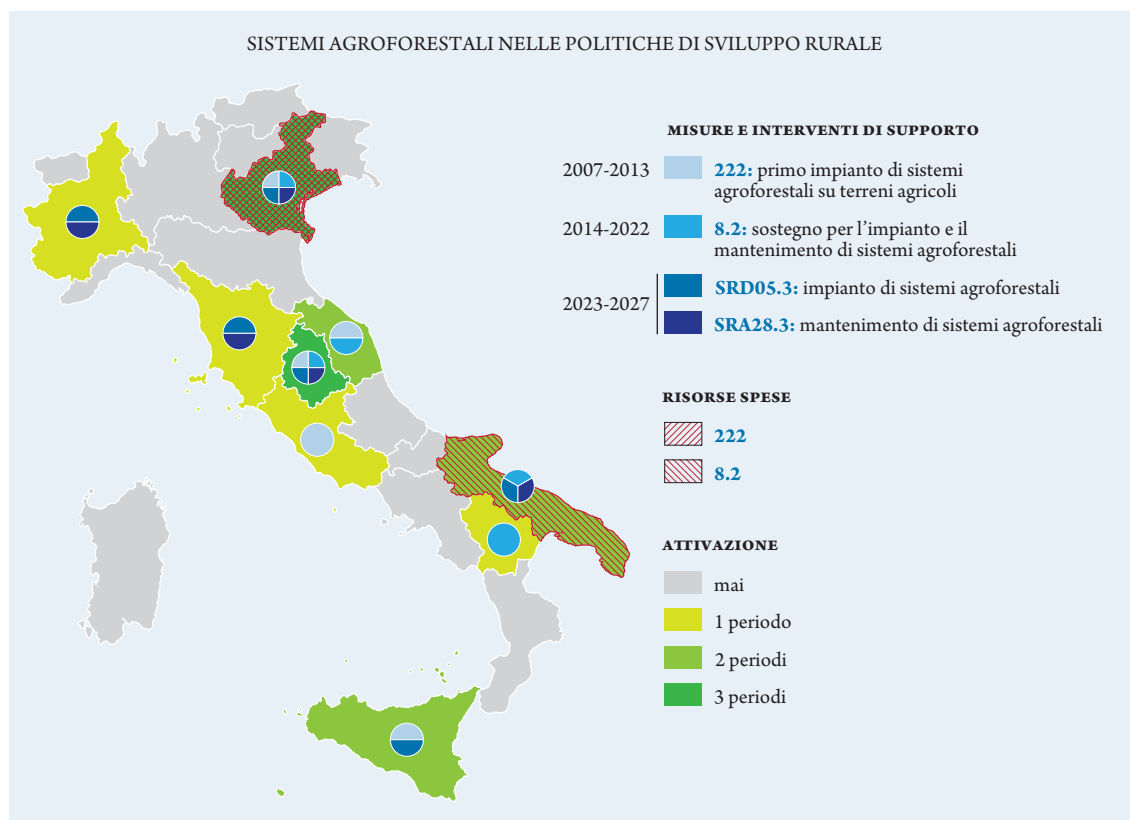 SISTEMI AGROFORESTALI NELLE POLITICHE DI SVILUPPO RURALE
MISURE E INTERVENTI DI SUPPORTO
2007-2013
222: primo impianto di sistemi
agroforestali su terreni agricoli
2014-2022
8.2: sostegno per l'impianto e il
mantenimento di sistemi agroforestali
2023-2027
SRD05.3: impianto di sistemi agroforestali
SRA28.3: mantenimento di sistemi agroforestali
RISORSE SPESE
222
8.2
ATTIVAZIONE
mai
1 periodo
2 periodi
3 periodi